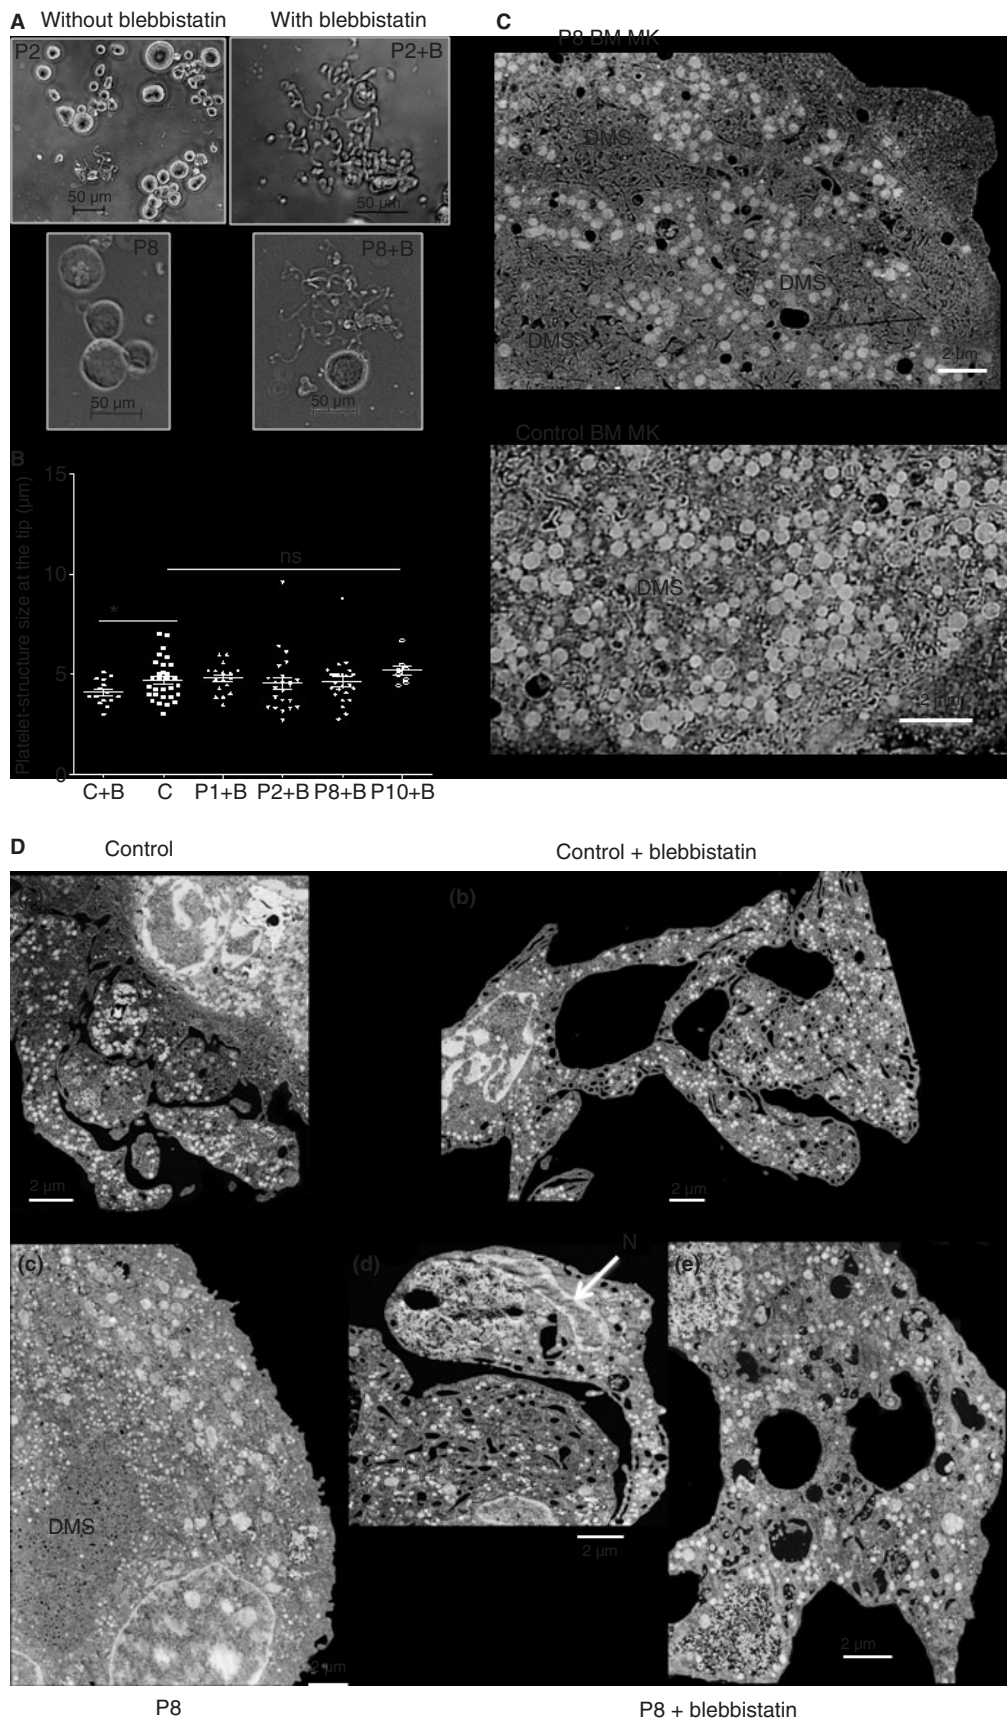 A
Without blebbistatin
With blebbistatin
P2
50 µm
P2+B
50 µm
P8
50 µm
P8+B
50 µm
B
Platelet-structure size at the tip (µm)
15
10
5
0
*
ns
C+B C P1+B P2+B P8+B P10+B
C
P8 BM MK
DMS
DMS
DMS
2 µm
Control BM MK
DMS
D
Control
2 µm
Control + blebbistatin
(b)
2 µm
(c)
DMS
2 µm
P8
(d)
N
2 µm
(e)
2 µm
P8 + blebbistatin